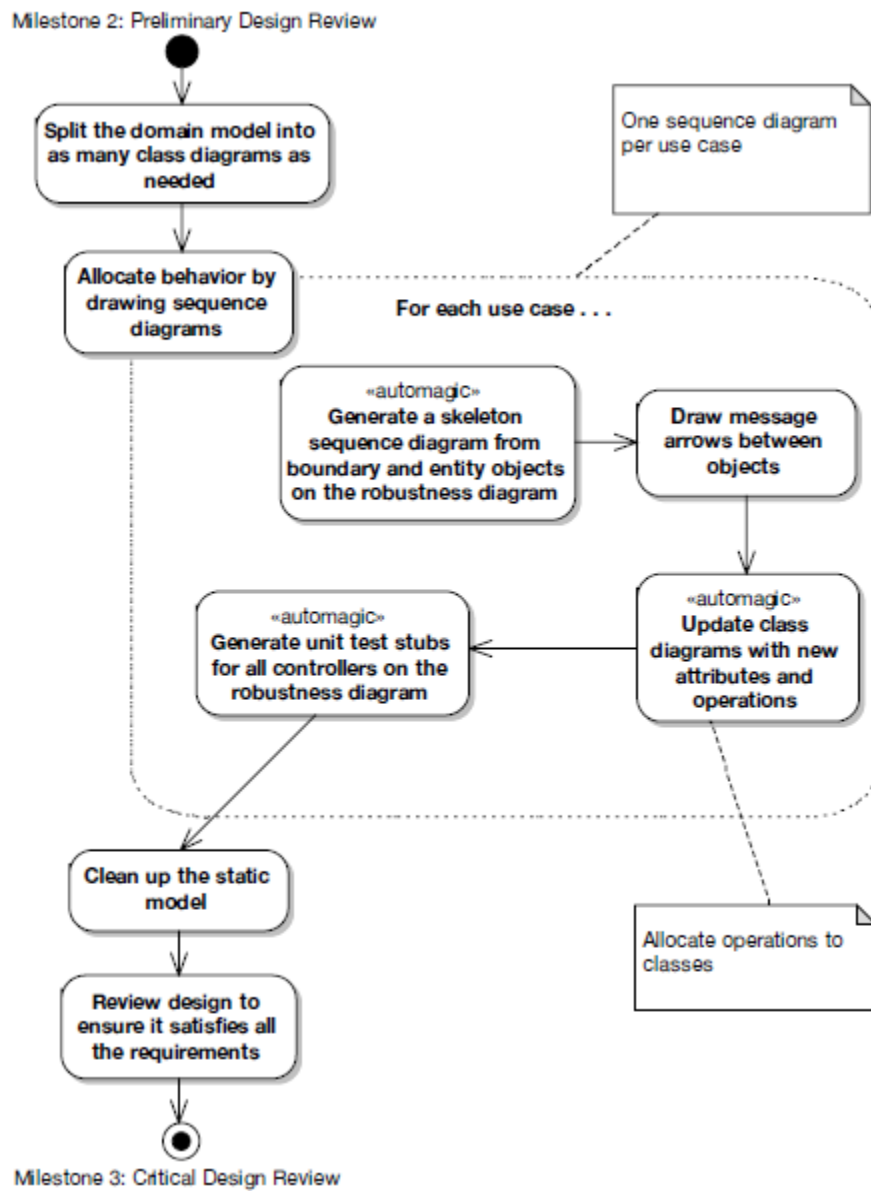 Milestone 2: Preliminary Design Review
Split the domain model into
as many class diagrams as
needed
One sequence diagram
per use case
Allocate behavior by
drawing sequence
diagrams
For each use case . . .
«automagic»
Generate a skeleton
sequence diagram from
boundary and entity objects
on the robustness diagram
Draw message
arrows between
objects
«automagic»
Update class
diagrams with new
attributes and
operations
«automagic»
Generate unit test stubs
for all controllers on the
robustness diagram
Clean up the static
model
Allocate operations to
classes
Review design to
ensure it satisfies all
the requirements
Milestone 3: Critical Design Review